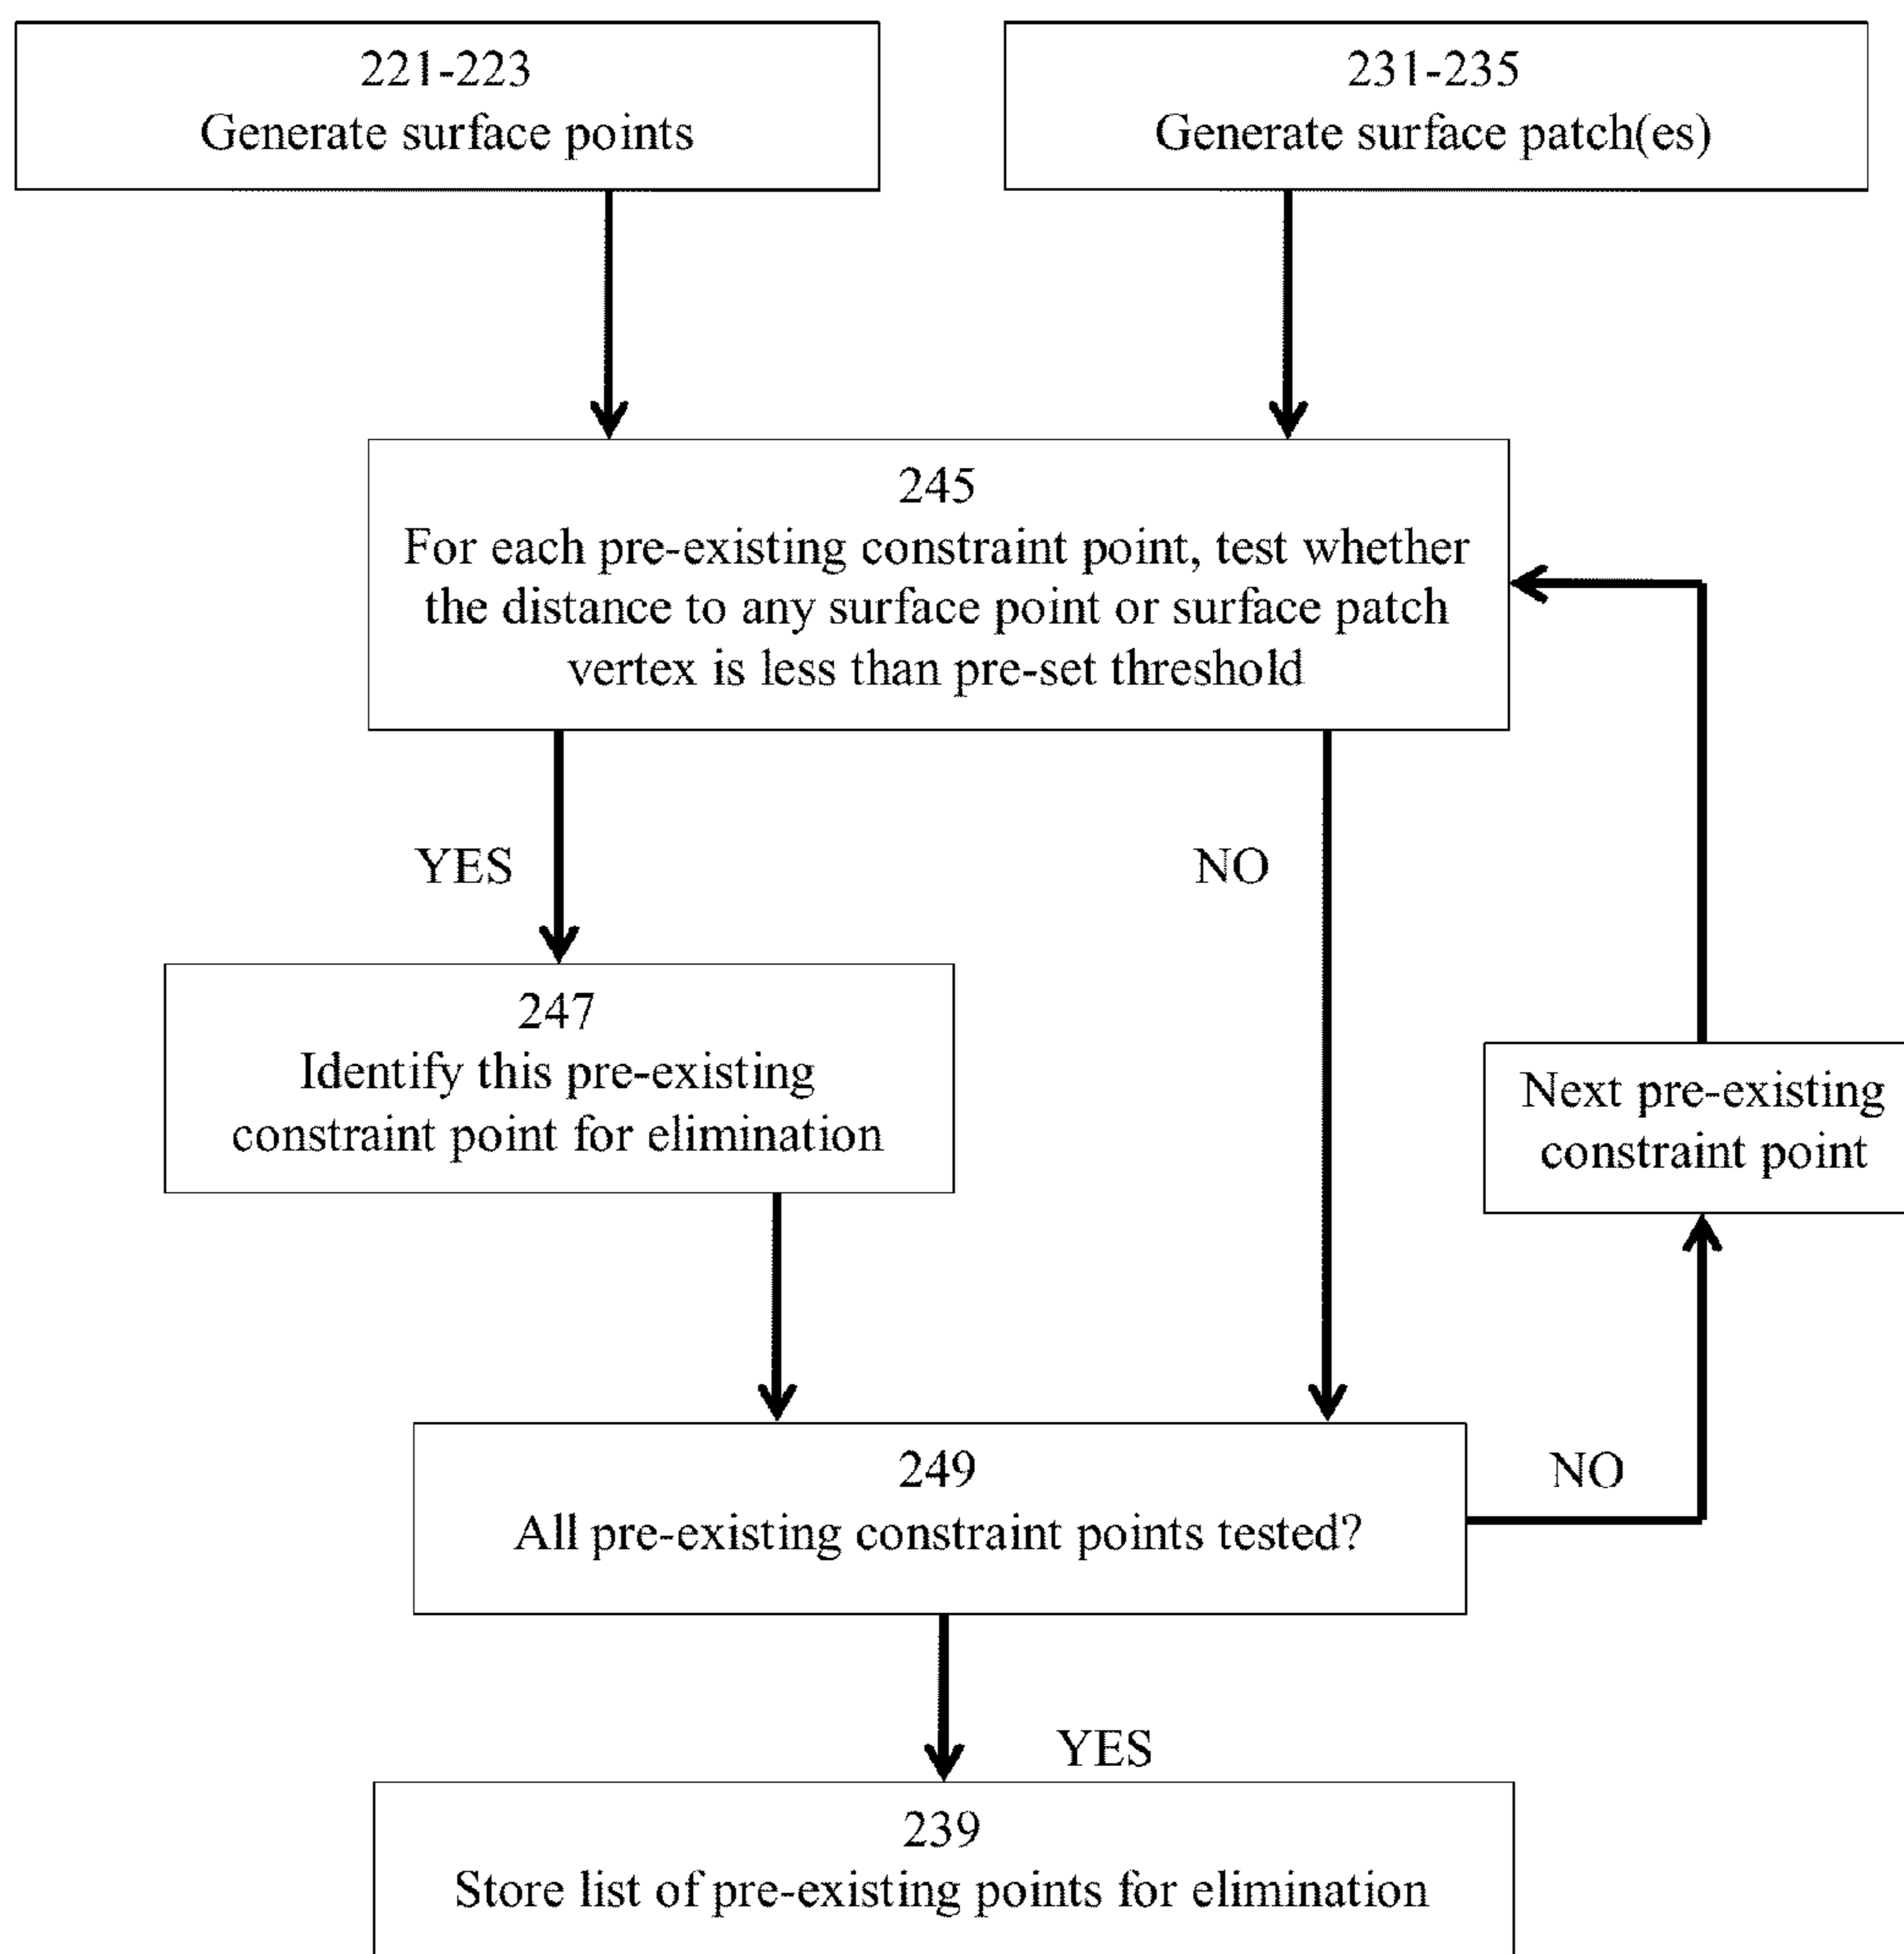 221-223
Generate surface points
231-235
Generate surface patch(es)
245
For each pre-existing constraint point, test whether
the distance to any surface point or surface patch
vertex is less than pre-set threshold
YES
NO
247
Identify this pre-existing
constraint point for elimination
Next pre-existing
constraint point
249
All pre-existing constraint points tested?
NO
YES
239
Store list of pre-existing points for elimination